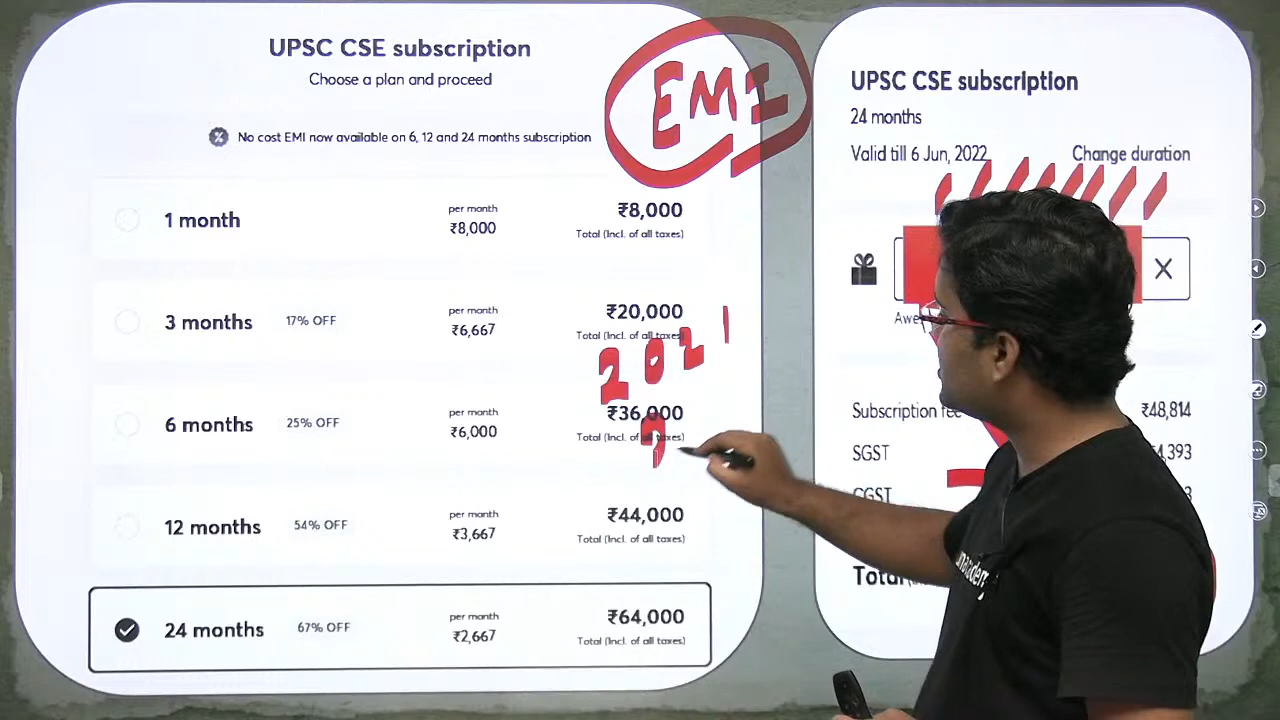 UPSC CSE subscription
Choose a plan and proceed
No cost EMI now available on 6, 12 and 24 months subscription
EMI
1 month
per month
₹8,000
₹8,000
Total (Incl. of all taxes)
3 months
17% OFF
per month
₹6,667
₹20,000
Total (Incl. of all taxes)
2021
6 months
25% OFF
per month
₹6,000
₹36,000
Total (Incl. of all taxes)
12 months
54% OFF
per month
₹3,667
₹44,000
Total (Incl. of all taxes)
24 months
67% OFF
per month
₹2,667
₹64,000
Total (Incl. of all taxes)
UPSC CSE subscription
24 months
Valid till 6 Jun, 2022
Change duration
X
Subscription fee
₹48,814
SGST
4,393
CGST
Total